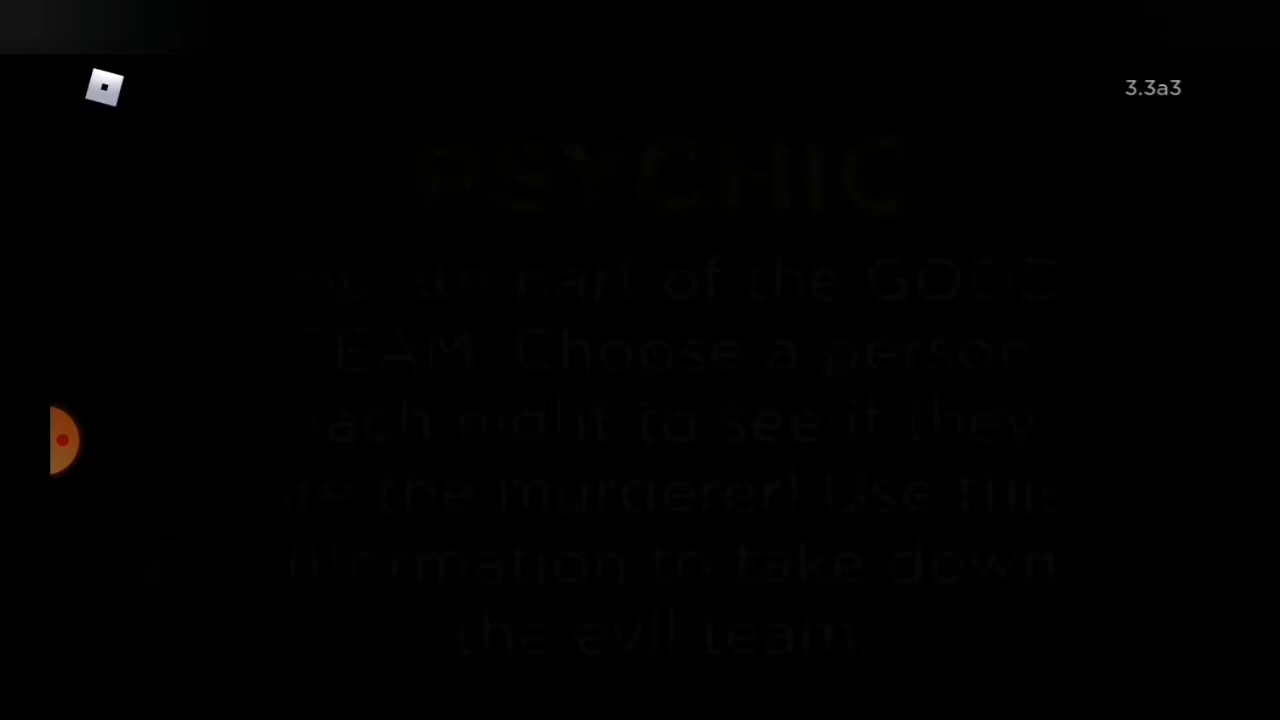 3.3a3
PSYCHIC
You are part of the GOOD
TEAM. Choose a person
each night to see if they
are the murderer! Use this
information to take down
the evil team.